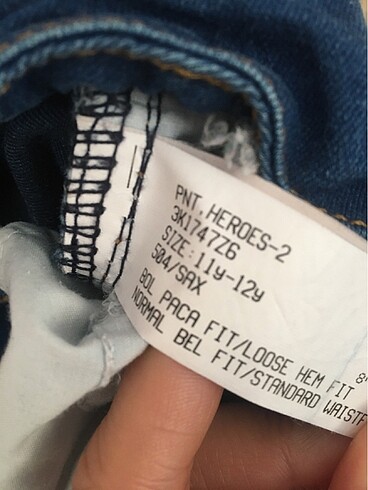 PNT. HEROES-2
3K1747Z6
SIZE: 11y-12y
504/SAX
BOL PACA FIT/LOOSE HEM FIT
NORMAL BEL FIT/STANDARD WAISTF